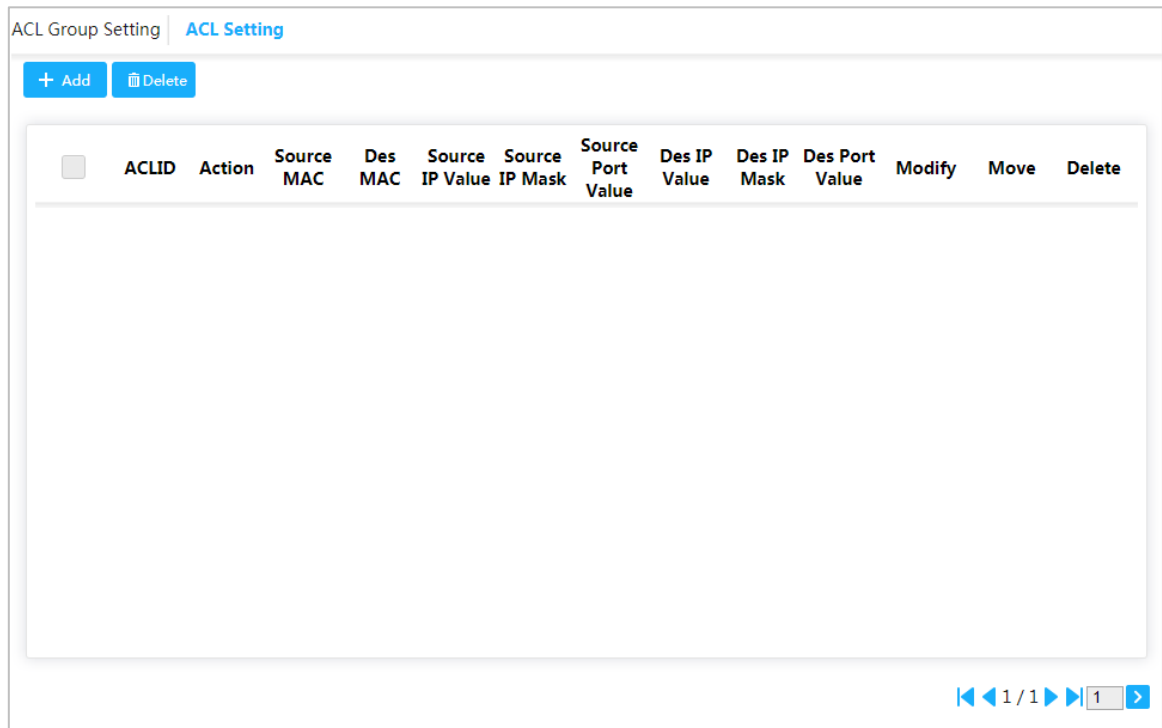 ACL Group Setting ACL Setting
+ Add Delete
ACLID Action Source MAC Des MAC Source IP Value Source IP Mask Source Port Value Des IP Value Des IP Mask Des Port Value Modify Move Delete
1 / 1 1